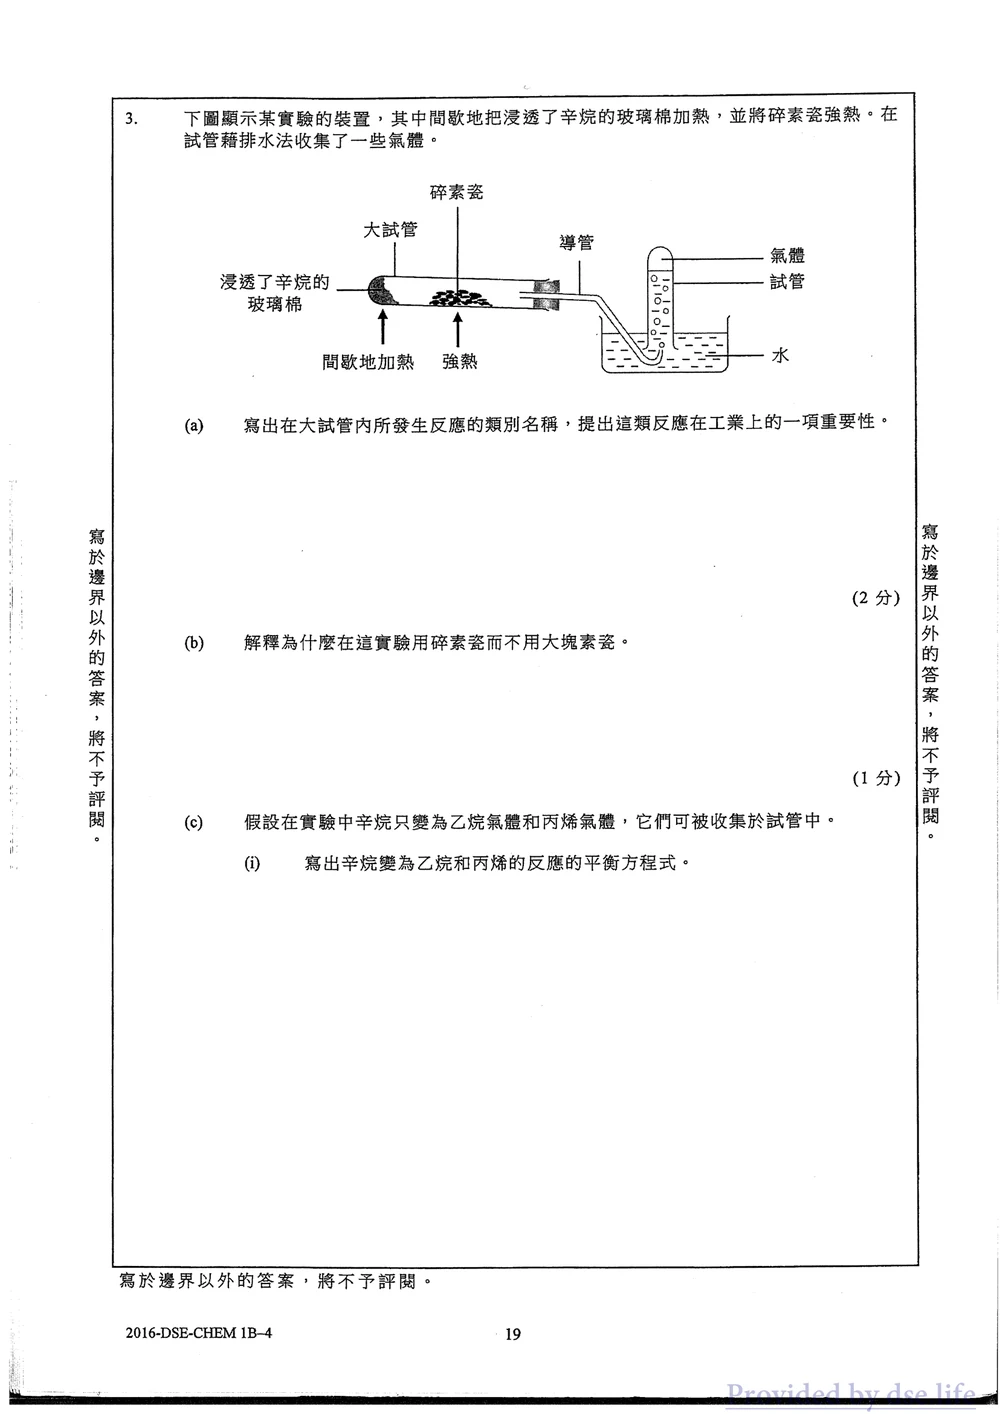 3. 下圖顯示某實驗的裝置，其中間歇地把浸透了辛烷的玻璃棉加熱，並將碎素瓷強熱。在
試管藉排水法收集了一些氣體。
碎素瓷
大試管
導管
氣體
浸透了辛烷的
玻璃棉
試管
水
間歇地加熱
強熱
(a) 寫出在大試管內所發生反應的類別名稱，提出這類反應在工業上的一項重要性。
(2 分)
(b) 解釋為什麼在這實驗用碎素瓷而不用大塊素瓷。
(1 分)
(c) 假設在實驗中辛烷只變為乙烷氣體和丙烯氣體，它們可被收集於試管中。
(i) 寫出辛烷變為乙烷和丙烯的反應的平衡方程式。
寫於邊界以外的答案，將不予評閱。
寫於邊界以外的答案，將不予評閱。
寫於邊界以外的答案，將不予評閱。
2016-DSE-CHEM 1B–4
19
Provided by dse.life